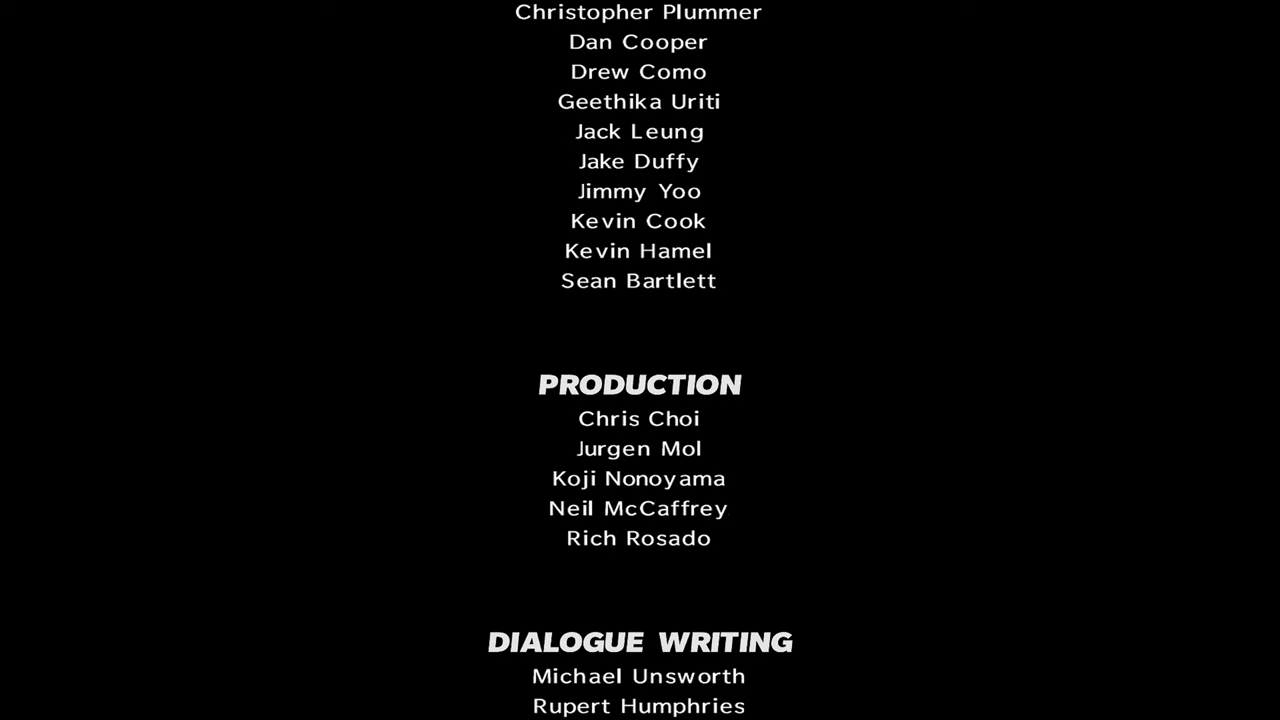 Christopher Plummer
Dan Cooper
Drew Como
Geethika Uriti
Jack Leung
Jake Duffy
Jimmy Yoo
Kevin Cook
Kevin Hamel
Sean Bartlett
PRODUCTION
Chris Choi
Jurgen Mol
Koji Nonoyama
Neil McCaffrey
Rich Rosado
DIALOGUE WRITING
Michael Unsworth
Rupert Humphries